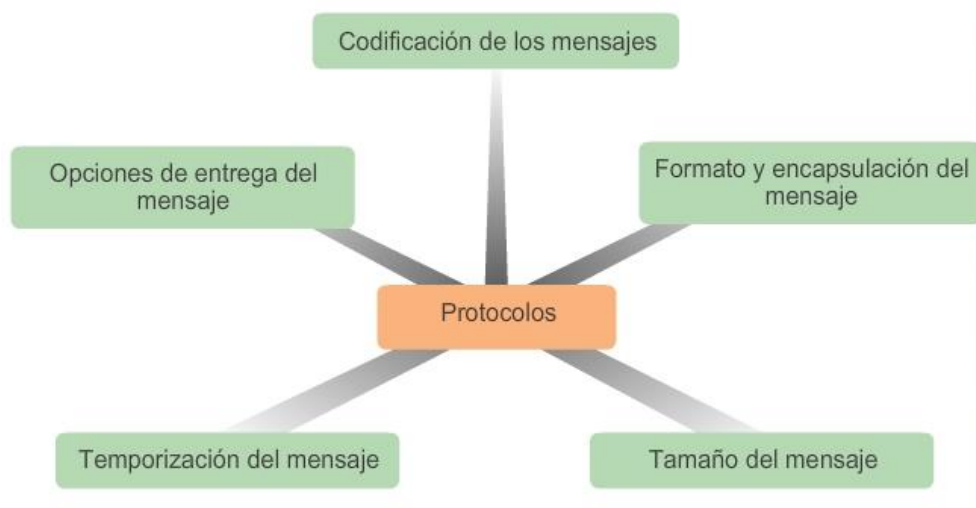 Codificación de los mensajes
Opciones de entrega del
mensaje
Formato y encapsulación del
mensaje
Protocolos
Temporización del mensaje
Tamaño del mensaje